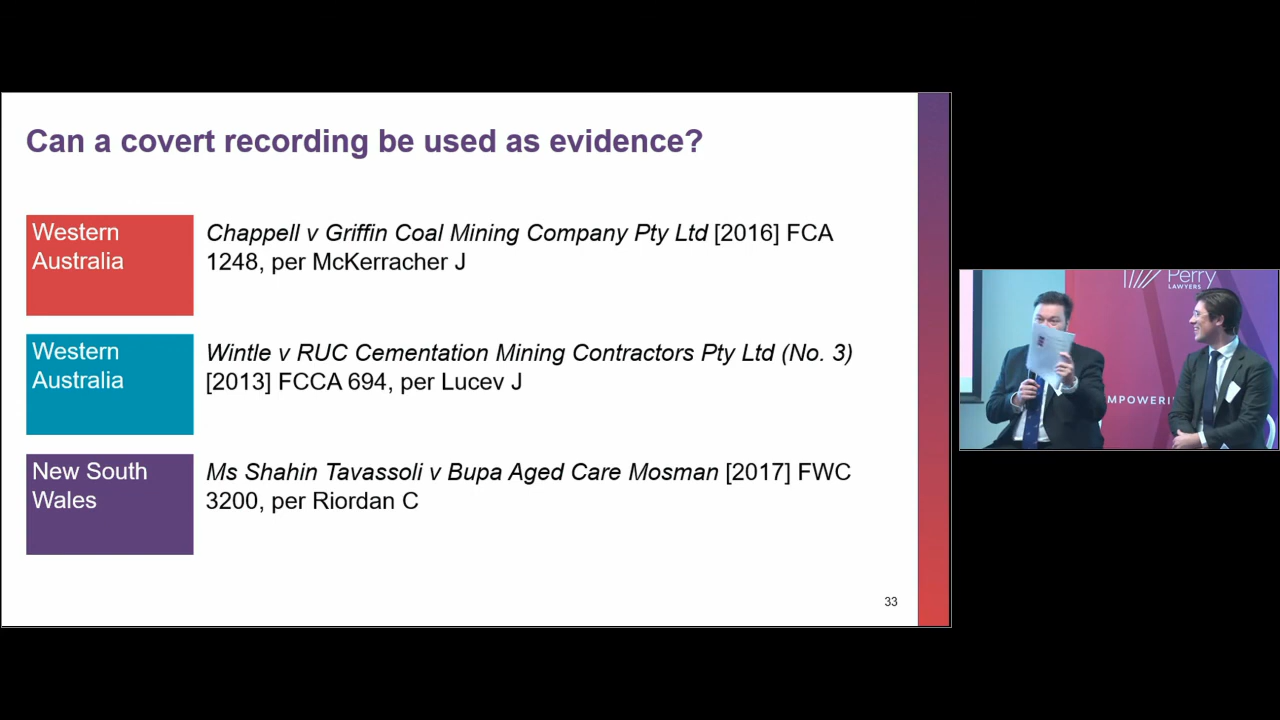 Can a covert recording be used as evidence?
Western
Australia
Chappell v Griffin Coal Mining Company Pty Ltd [2016] FCA
1248, per McKerracher J
Western
Australia
Wintle v RUC Cementation Mining Contractors Pty Ltd (No. 3)
[2013] FCCA 694, per Lucev J
New South
Wales
Ms Shahin Tavassoli v Bupa Aged Care Mosman [2017] FWC
3200, per Riordan C
33
Perry
LAWYERS
MPOWERI